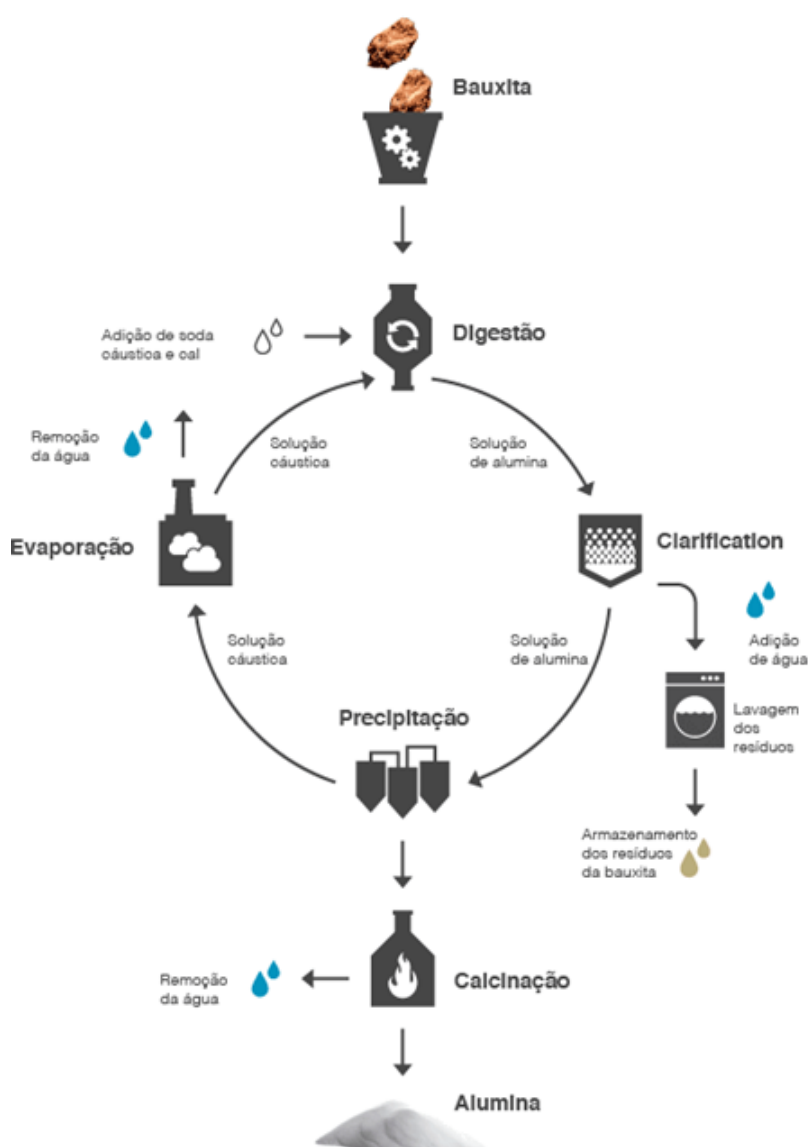 Bauxita
Digestão
Adição de soda
cáustica e cal
Remoção
da água
Solução
cáustica
Solução
de alumina
Evaporação
Clarification
Solução
cáustica
Solução
de alumina
Adição
de água
Precipitação
Lavagem
dos
resíduos
Armazenamento
dos resíduos
da bauxita
Remoção
da água
Calcinação
Alumina